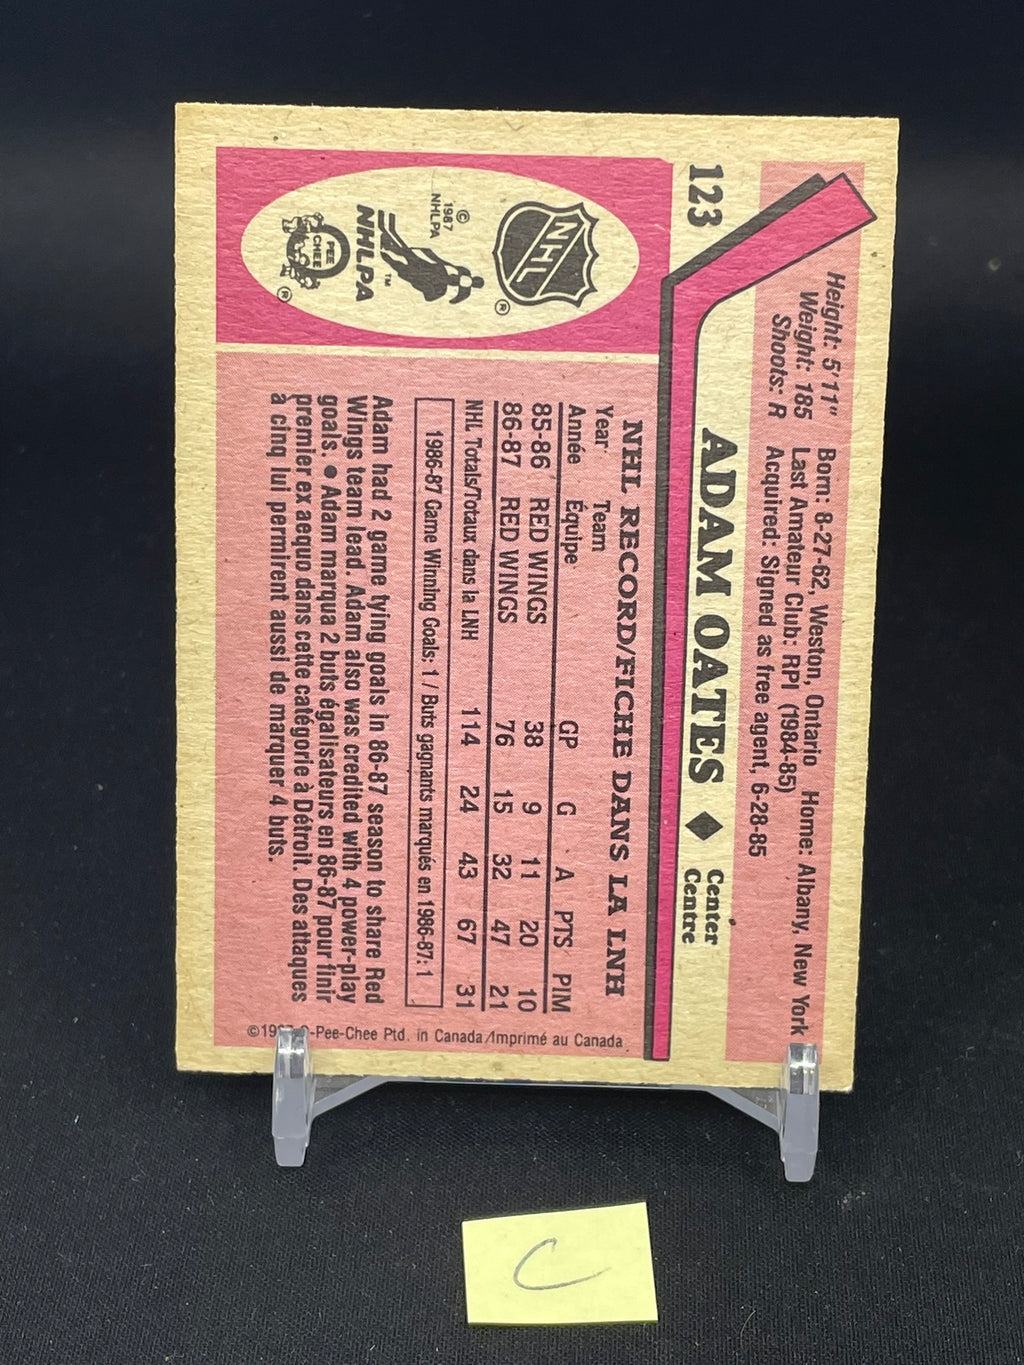 123
Height: 5'11" Born: 8-27-62, Weston, Ontario Home: Albany, New York
Weight: 185 Last Amateur Club: RPI (1984-85)
Shoots: R Acquired: Signed as free agent, 6-28-85
ADAM OATES ◆ Center
Centre
NHL
®
© 1987 NHLPA
NHLPA
™
O PEE CHEE
®
NHL RECORD/FICHE DANS LA LNH
Year Team
Année Équipe GP G A PTS PIM
85-86 RED WINGS 38 9 11 20 10
86-87 RED WINGS 76 15 32 47 21
NHL Totals/Totaux dans la LNH 114 24 43 67 31
1986-87 Game Winning Goals: 1 / Buts gagnants marqués en 1986-87: 1
Adam had 2 game tying goals in 86-87 season to share Red
Wings team lead. Adam also was credited with 4 power-play
goals. ● Adam marqua 2 buts égalisateurs en 86-87 pour finir
premier ex aequo dans cette catégorie à Détroit. Des attaques
à cinq lui permirent aussi de marquer 4 buts.
-Pee-Chee Ptd. in Canada/Imprimé au Canada
C